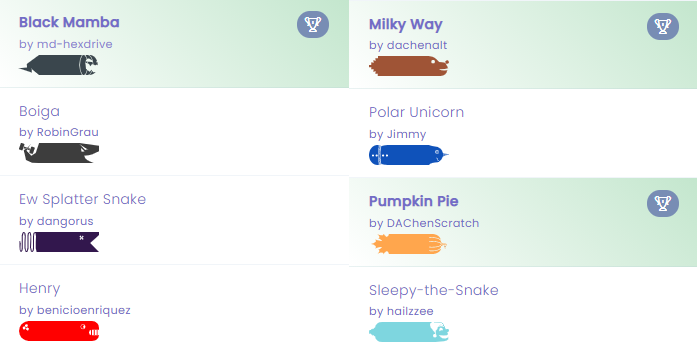 Black Mamba
by md-hexdrive
Boiga
by RobinGrau
Ew Splatter Snake
by dangorus
Henry
by benicioenriquez
Milky Way
by dachenalt
Polar Unicorn
by Jimmy
Pumpkin Pie
by DAChenScratch
Sleepy-the-Snake
by hailzzee